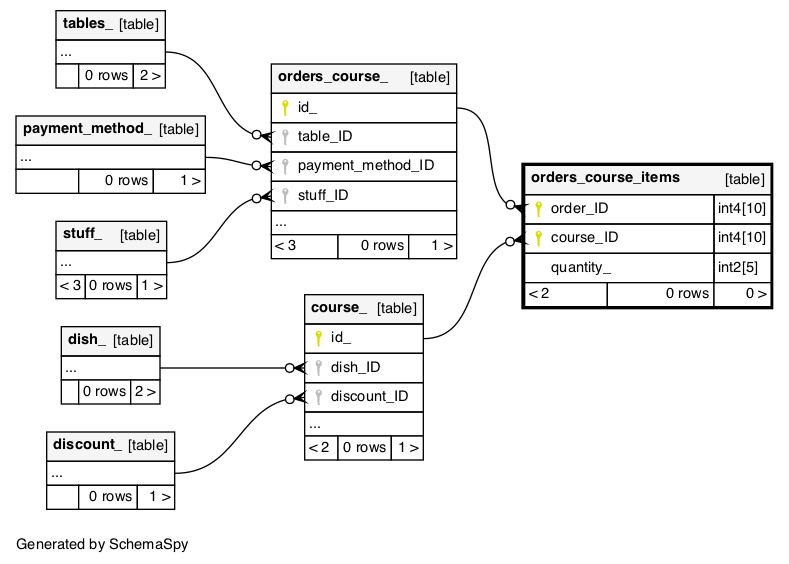 tables_ [table]
...
0 rows 2 >
payment_method_ [table]
...
0 rows 1 >
stuff_ [table]
...
< 3 0 rows 1 >
dish_ [table]
...
0 rows 2 >
discount_ [table]
...
0 rows 1 >
orders_course_ [table]
id_
table_ID
payment_method_ID
stuff_ID
...
< 3 0 rows 1 >
course_ [table]
id_
dish_ID
discount_ID
...
< 2 0 rows 1 >
orders_course_items [table]
order_ID int4[10]
course_ID int4[10]
quantity_ int2[5]
< 2 0 rows 0 >
Generated by SchemaSpy